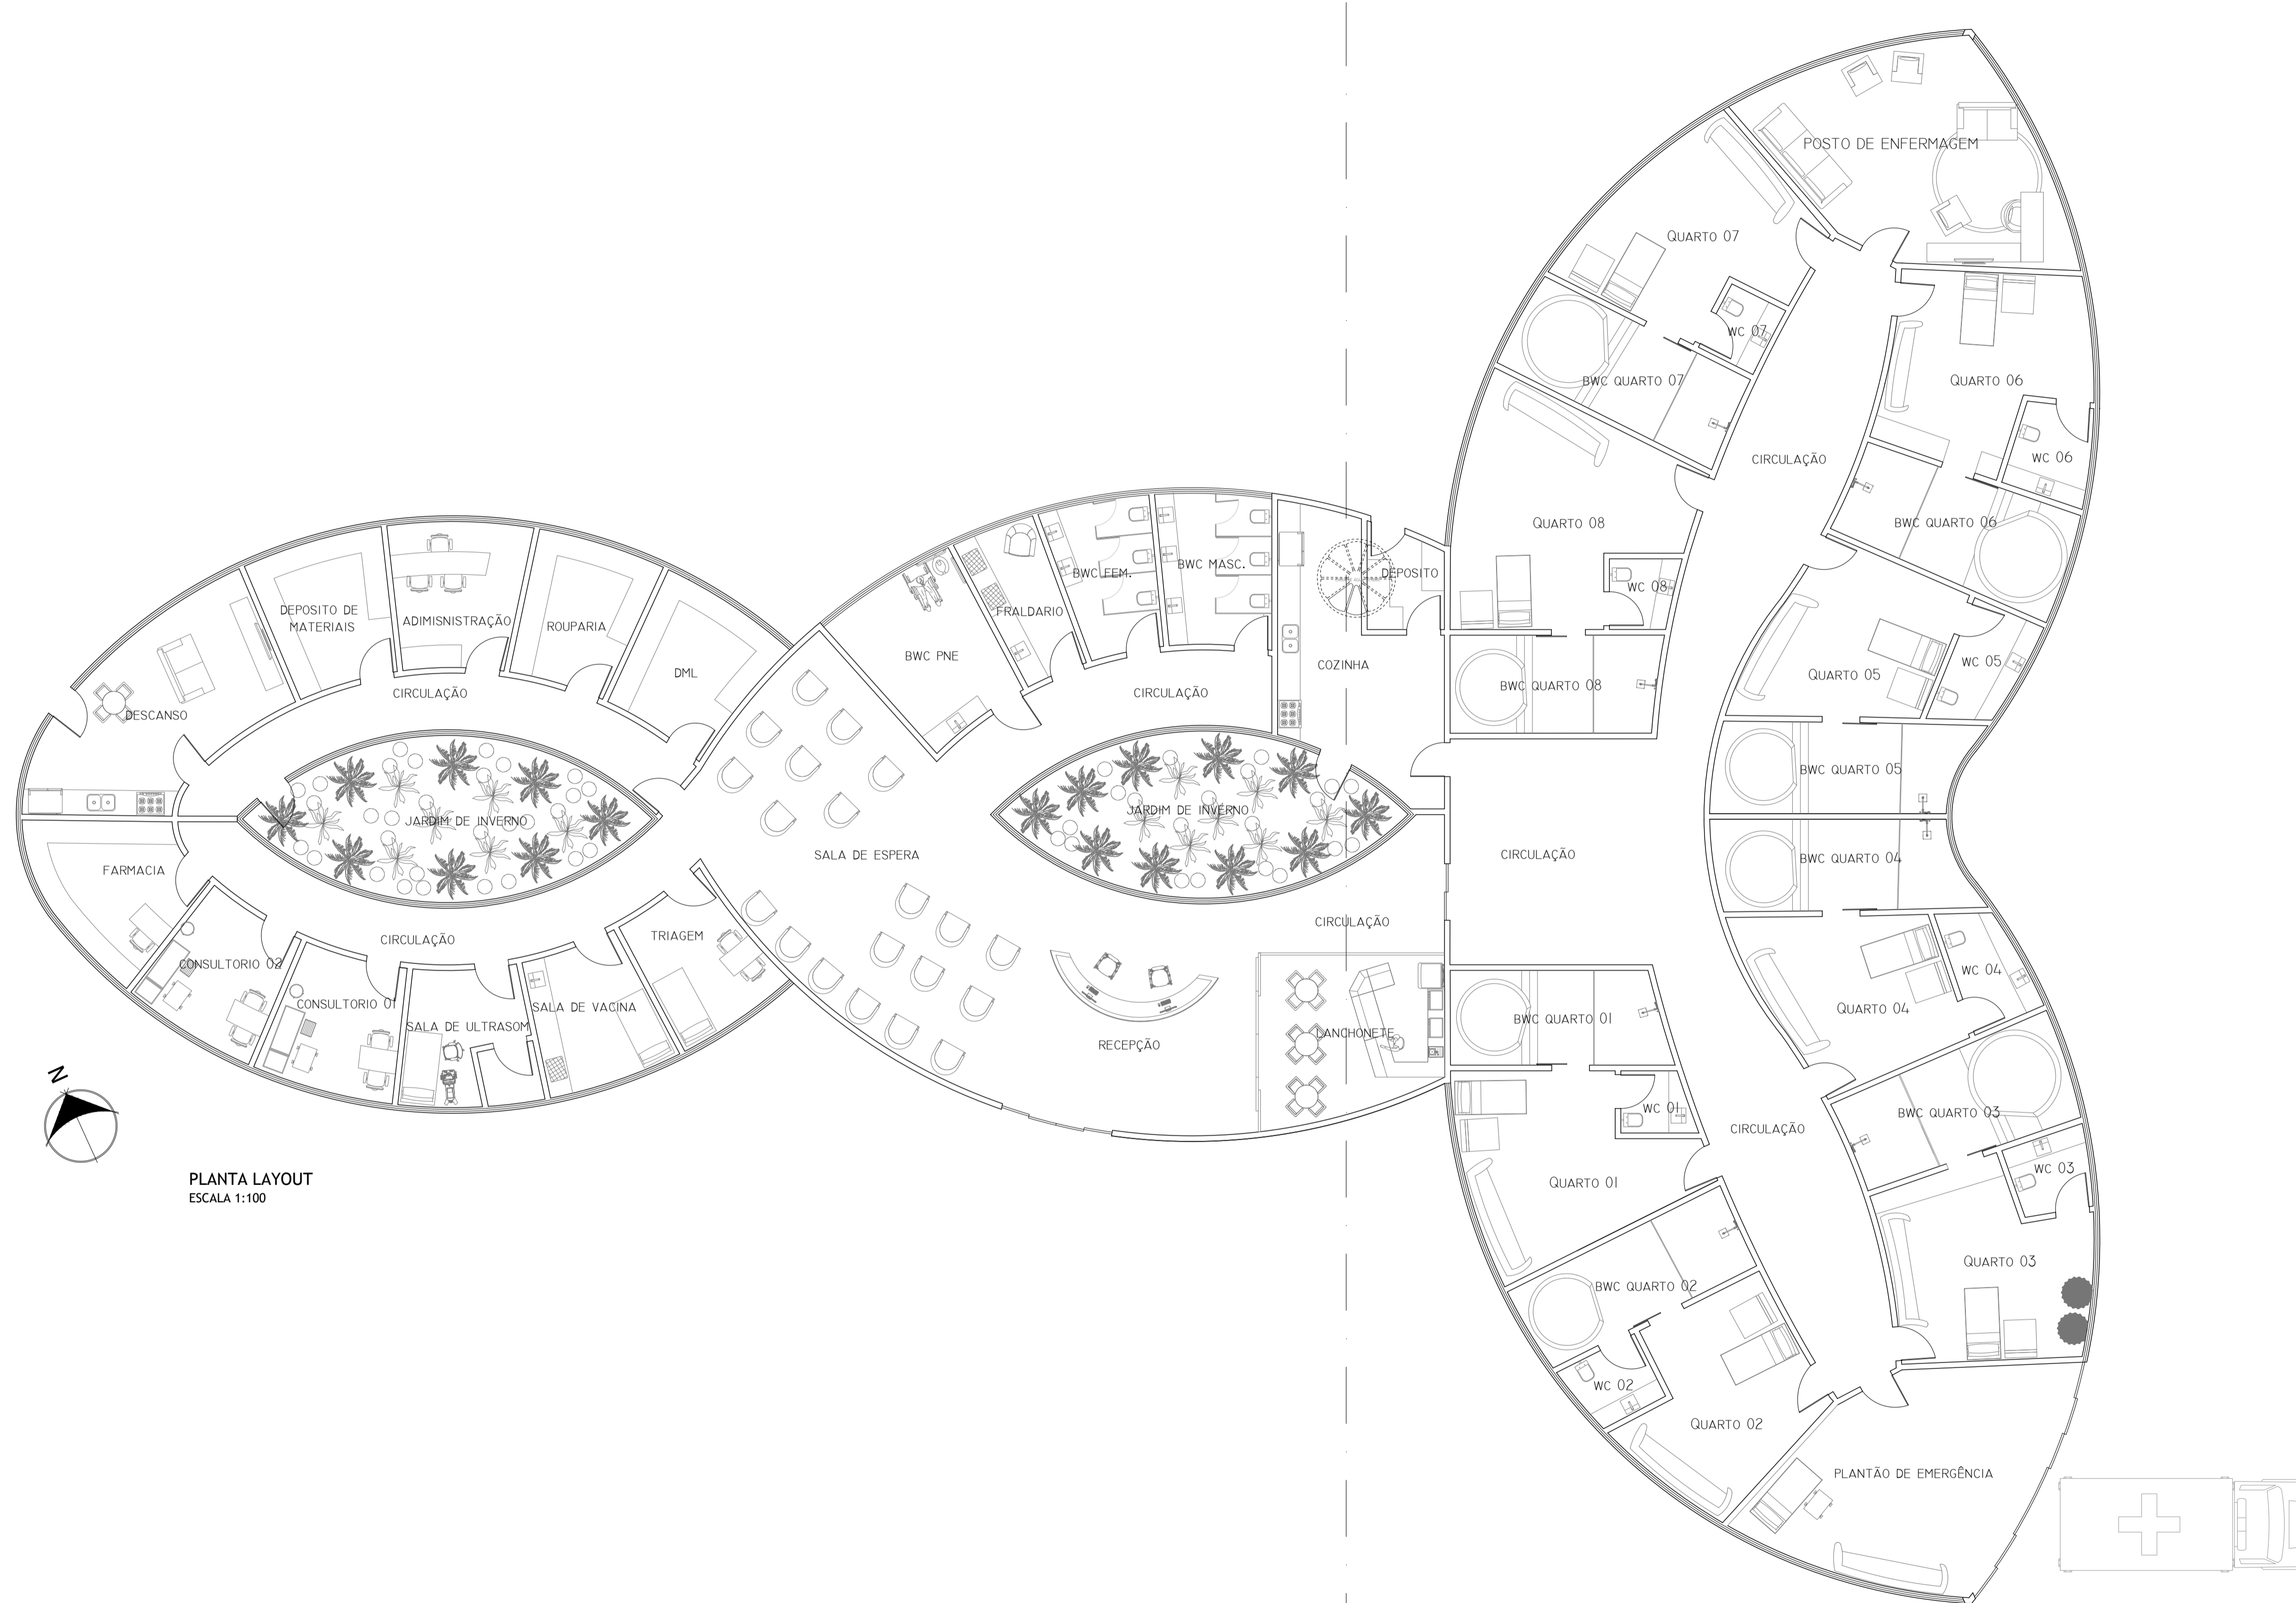 POSTO DE ENFERMAGEM
QUARTO 07
WC 07
BWC QUARTO 07
QUARTO 06
WC 06
BWC QUARTO 06
CIRCULAÇÃO
QUARTO 08
WC 08
BWC QUARTO 08
QUARTO 05
WC 05
BWC QUARTO 05
BWC QUARTO 04
QUARTO 04
WC 04
DEPOSITO DE
MATERIAIS
ADIMISNISTRAÇÃO
ROUPARIA
DML
DESCANSO
CIRCULAÇÃO
JARDIM DE INVERNO
FARMACIA
CONSULTORIO 02
CONSULTORIO 01
CIRCULAÇÃO
SALA DE ULTRASOM
SALA DE VACINA
TRIAGEM
BWC PNE
FRALDARIO
BWC FEM.
BWC MASC.
DEPOSITO
COZINHA
CIRCULAÇÃO
JARDIM DE INVERNO
SALA DE ESPERA
CIRCULAÇÃO
CIRCULAÇÃO
RECEPÇÃO
LANCHONETE
BWC QUARTO 01
WC 01
QUARTO 01
CIRCULAÇÃO
BWC QUARTO 03
WC 03
QUARTO 03
BWC QUARTO 02
WC 02
QUARTO 02
PLANTÃO DE EMERGÊNCIA
N
PLANTA LAYOUT
ESCALA 1:100